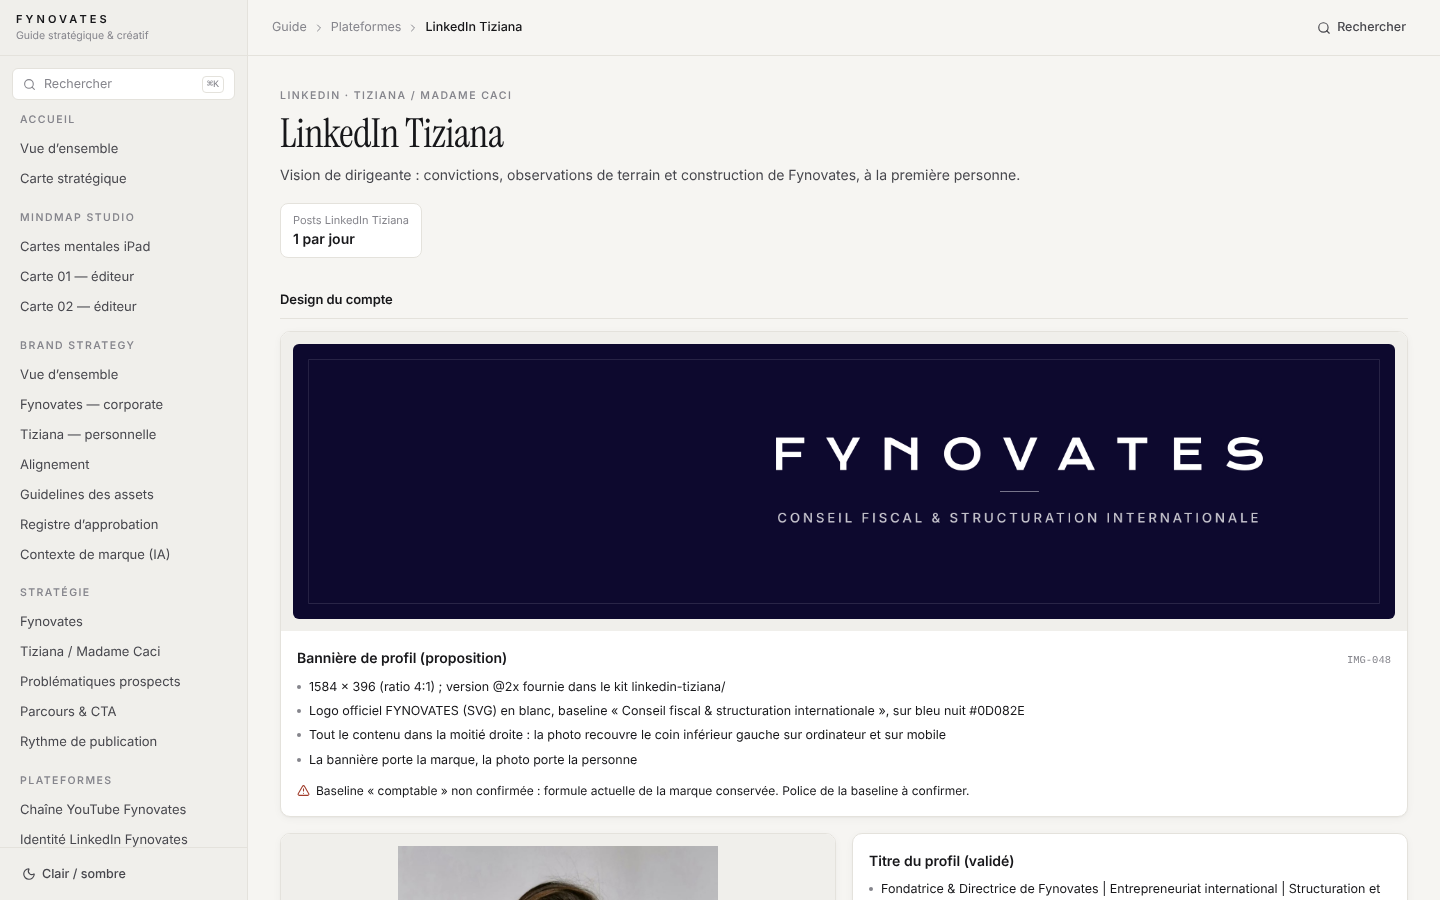 FYNOVATES
Guide stratégique & créatif
Rechercher
⌘K
ACCUEIL
Vue d’ensemble
Carte stratégique
MINDMAP STUDIO
Cartes mentales iPad
Carte 01 — éditeur
Carte 02 — éditeur
BRAND STRATEGY
Vue d’ensemble
Fynovates — corporate
Tiziana — personnelle
Alignement
Guidelines des assets
Registre d’approbation
Contexte de marque (IA)
STRATÉGIE
Fynovates
Tiziana / Madame Caci
Problématiques prospects
Parcours & CTA
Rythme de publication
PLATEFORMES
Chaîne YouTube Fynovates
Identité LinkedIn Fynovates
Clair / sombre
Guide > Plateformes > LinkedIn Tiziana
Rechercher
LINKEDIN · TIZIANA / MADAME CACI
LinkedIn Tiziana
Vision de dirigeante : convictions, observations de terrain et construction de Fynovates, à la première personne.
Posts LinkedIn Tiziana
1 par jour
Design du compte
FYNOVATES
CONSEIL FISCAL & STRUCTURATION INTERNATIONALE
Bannière de profil (proposition)
IMG-048
1584 × 396 (ratio 4:1) ; version @2x fournie dans le kit linkedin-tiziana/
Logo officiel FYNOVATES (SVG) en blanc, baseline « Conseil fiscal & structuration internationale », sur bleu nuit #0D082E
Tout le contenu dans la moitié droite : la photo recouvre le coin inférieur gauche sur ordinateur et sur mobile
La bannière porte la marque, la photo porte la personne
Baseline « comptable » non confirmée : formule actuelle de la marque conservée. Police de la baseline à confirmer.
Titre du profil (validé)
Fondatrice & Directrice de Fynovates | Entrepreneuriat international | Structuration et